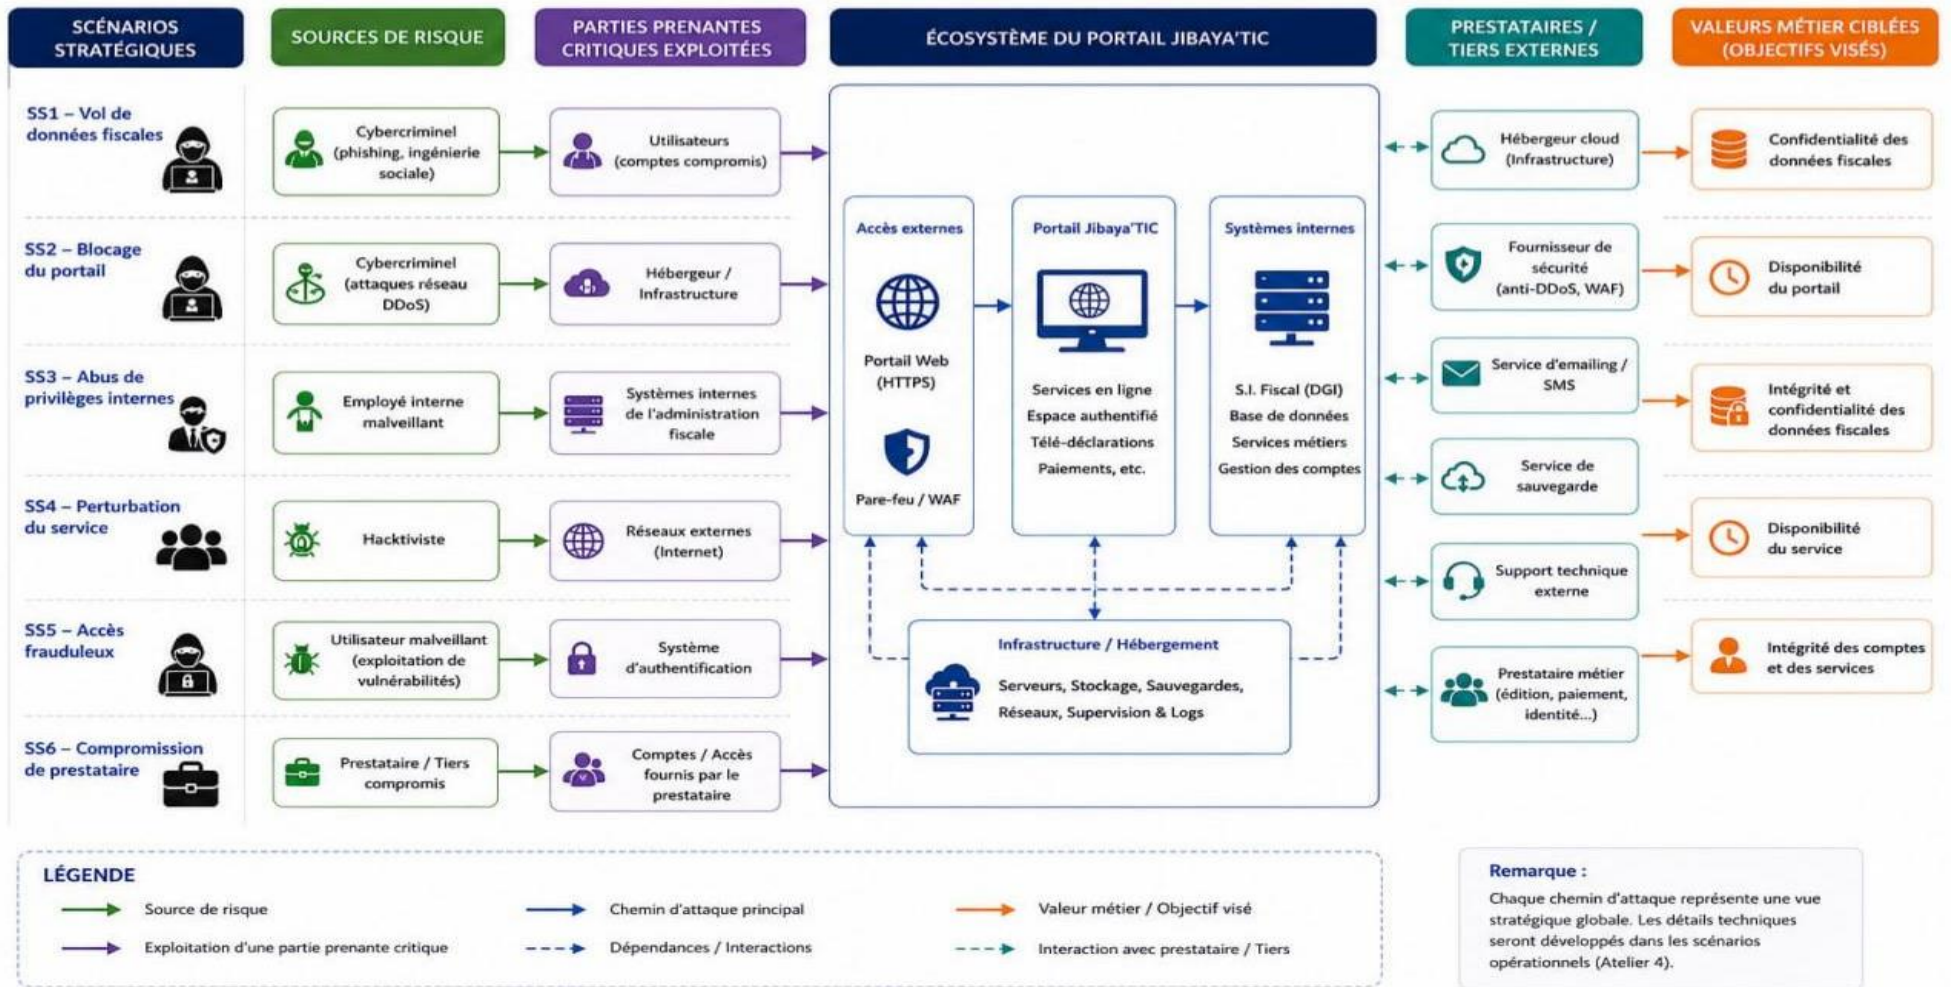 SCÉNARIOS
STRATÉGIQUES
SOURCES DE RISQUE
PARTIES PRENANTES
CRITIQUES EXPLOITÉES
ÉCOSYSTÈME DU PORTAIL JIBAYA'TIC
PRESTATAIRES /
TIERS EXTERNES
VALEURS MÉTIER CIBLÉES
(OBJECTIFS VISÉS)
SS1 – Vol de
données fiscales
Cybercriminel
(phishing, ingénierie
sociale)
Utilisateurs
(comptes compromis)
SS2 – Blocage
du portail
Cybercriminel
(attaques réseau
DDoS)
Hébergeur /
Infrastructure
SS3 – Abus de
privilèges internes
Employé interne
malveillant
Systèmes internes
de l'administration
fiscale
SS4 – Perturbation
du service
Hacktiviste
Réseaux externes
(Internet)
SS5 – Accès
frauduleux
Utilisateur malveillant
(exploitation de
vulnérabilités)
Système
d'authentification
SS6 – Compromission
de prestataire
Prestataire / Tiers
compromis
Comptes / Accès
fournis par le
prestataire
Accès externes
Portail Web
(HTTPS)
Pare-feu / WAF
Portail Jibaya'TIC
Services en ligne
Espace authentifié
Télé-déclarations
Paiements, etc.
Systèmes internes
S.I. Fiscal (DGI)
Base de données
Services métiers
Gestion des comptes
Infrastructure / Hébergement
Serveurs, Stockage, Sauvegardes,
Réseaux, Supervision & Logs
Hébergeur cloud
(Infrastructure)
Fournisseur de
sécurité
(anti-DDoS, WAF)
Service d'emailing /
SMS
Service de
sauvegarde
Support technique
externe
Prestataire métier
(édition, paiement,
identité...)
Confidentialité des
données fiscales
Disponibilité
du portail
Intégrité et
confidentialité des
données fiscales
Disponibilité
du service
Intégrité des comptes
et des services
LÉGENDE
Source de risque
Chemin d'attaque principal
Valeur métier / Objectif visé
Exploitation d'une partie prenante critique
Dépendances / Interactions
Interaction avec prestataire / Tiers
Remarque :
Chaque chemin d'attaque représente une vue
stratégique globale. Les détails techniques
seront développés dans les scénarios
opérationnels (Atelier 4).